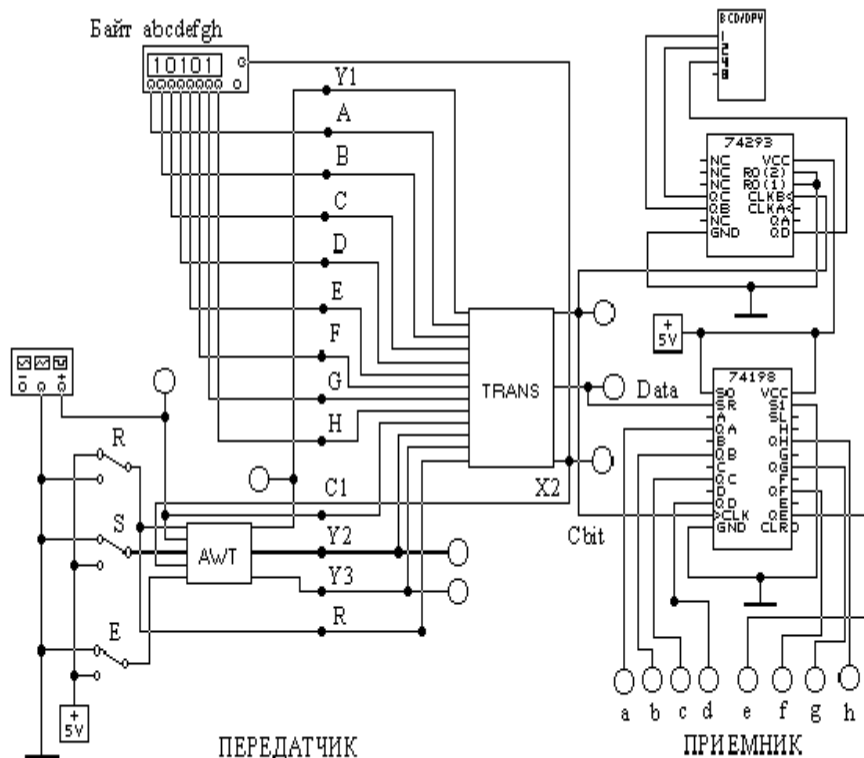 Байт abcdefgh
10101
Y1
A
B
C
D
E
F
G
H
C1
Y2
Y3
R
R
S
E
+
5V
AWT
TRANS
X2
Data
Cbit
BCD/DPY
1
2
4
8
74293
NC VCC
NC RO(2)
NC RO(1)
QC CLKB<
QB CLKA<
NC QA
GND QD
+
5V
74198
S0 VCC
SR S1
A SL
QA H
B QH
QB G
C QG
QC F
D QF
QD E
>CLK QE
GND CLR
a b c d e f g h
ПЕРЕДАТЧИК
ПРИЕМНИК